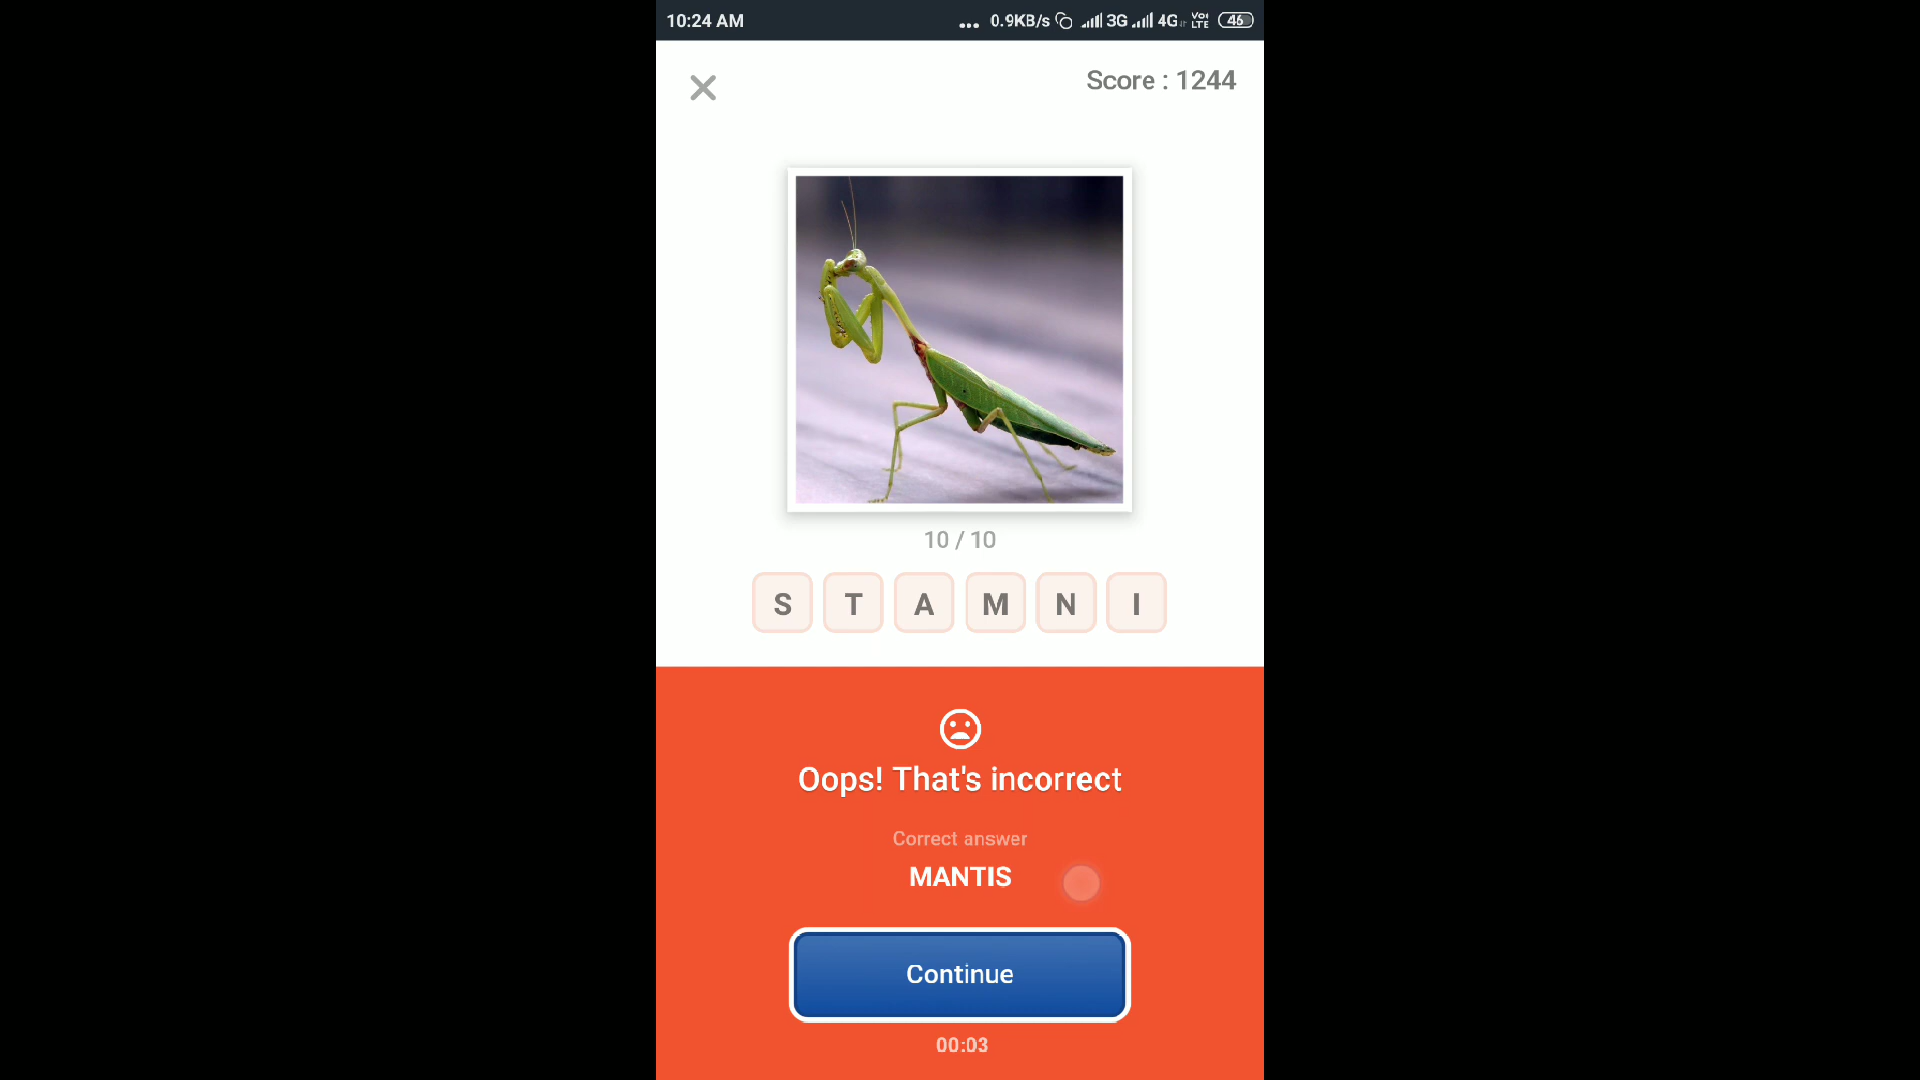 10:24 AM
... 0.9KB/s 3G 4G VoLTE 46
Score : 1244
10 / 10
S T A M N I
Oops! That's incorrect
Correct answer
MANTIS
Continue
00:03